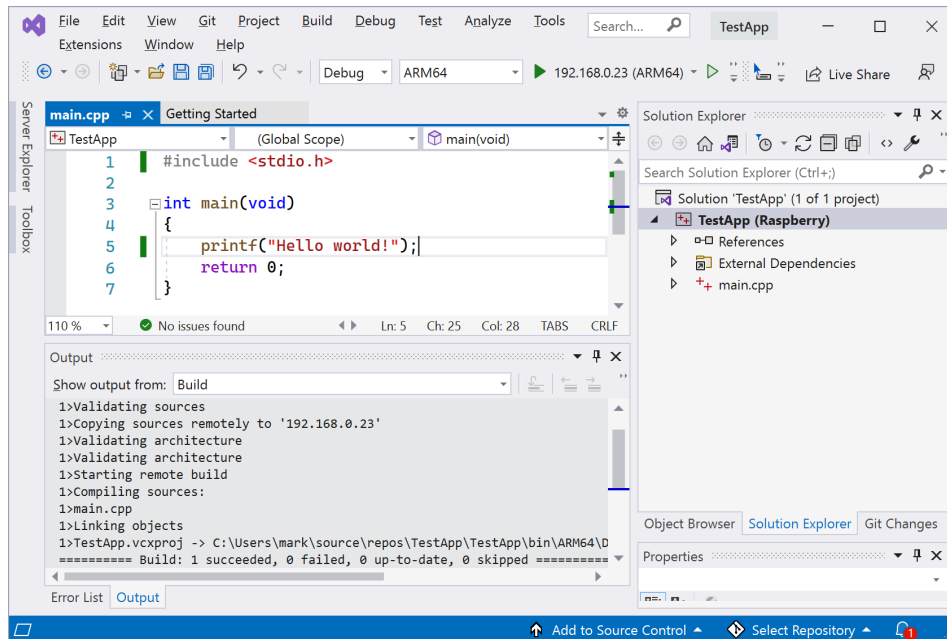 File Edit View Git Project Build Debug Test Analyze Tools Search... TestApp
Extensions Window Help
Debug ARM64 192.168.0.23 (ARM64) Live Share
Server Explorer
Toolbox
main.cpp Getting Started
TestApp (Global Scope) main(void)
1 #include <stdio.h>
2
3 int main(void)
4 {
5 printf("Hello world!");
6 return 0;
7 }
110 % No issues found Ln: 5 Ch: 25 Col: 28 TABS CRLF
Output
Show output from: Build
1>Validating sources
1>Copying sources remotely to '192.168.0.23'
1>Validating architecture
1>Validating architecture
1>Starting remote build
1>Compiling sources:
1>main.cpp
1>Linking objects
1>TestApp.vcxproj -> C:\Users\mark\source\repos\TestApp\TestApp\bin\ARM64\D
========== Build: 1 succeeded, 0 failed, 0 up-to-date, 0 skipped ==========
Error List Output
Solution Explorer
Search Solution Explorer (Ctrl+;)
Solution 'TestApp' (1 of 1 project)
TestApp (Raspberry)
References
External Dependencies
main.cpp
Object Browser Solution Explorer Git Changes
Properties
Add to Source Control Select Repository 1